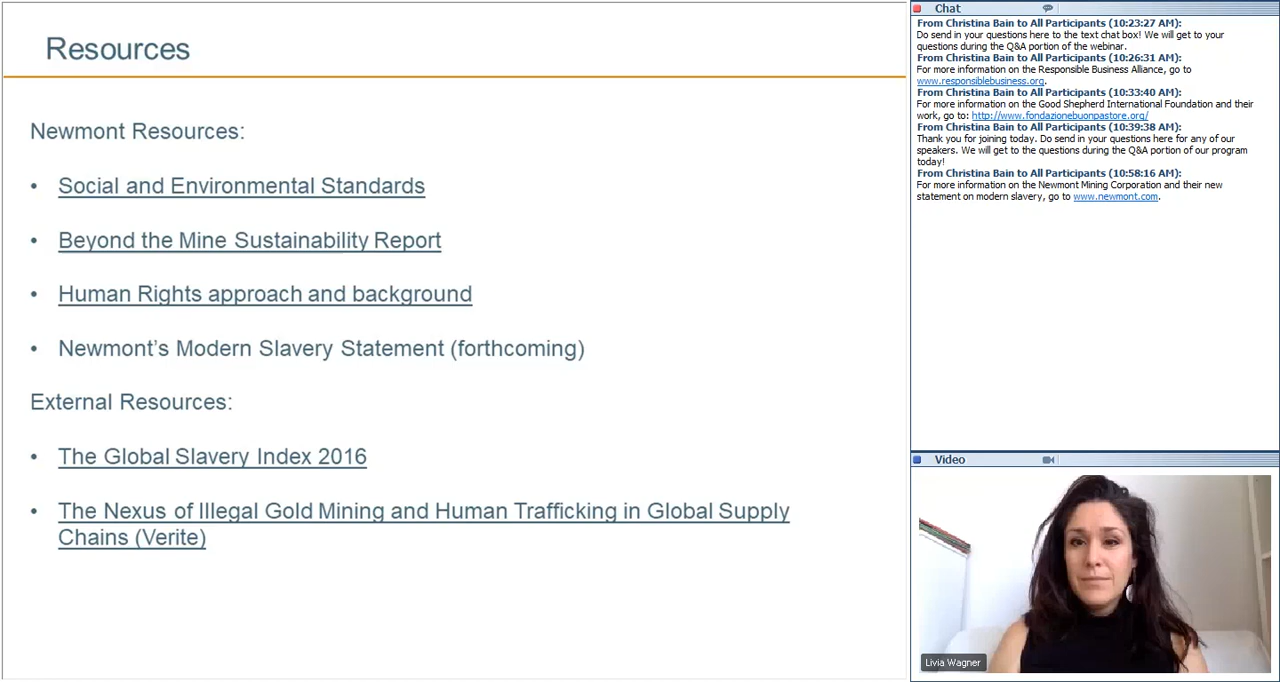 Resources
Newmont Resources:
• Social and Environmental Standards
• Beyond the Mine Sustainability Report
• Human Rights approach and background
• Newmont’s Modern Slavery Statement (forthcoming)
External Resources:
• The Global Slavery Index 2016
• The Nexus of Illegal Gold Mining and Human Trafficking in Global Supply
Chains (Verite)
Chat
From Christina Bain to All Participants (10:23:27 AM):
Do send in your questions here to the text chat box! We will get to your
questions during the Q&A portion of the webinar.
From Christina Bain to All Participants (10:26:31 AM):
For more information on the Responsible Business Alliance, go to
www.responsiblebusiness.org.
From Christina Bain to All Participants (10:33:40 AM):
For more information on the Good Shepherd International Foundation and their
work, go to: http://www.fondazionebuonpastore.org/
From Christina Bain to All Participants (10:39:38 AM):
Thank you for joining today. Do send in your questions here for any of our
speakers. We will get to the questions during the Q&A portion of our program
today!
From Christina Bain to All Participants (10:58:16 AM):
For more information on the Newmont Mining Corporation and their new
statement on modern slavery, go to www.newmont.com.
Video
Livia Wagner